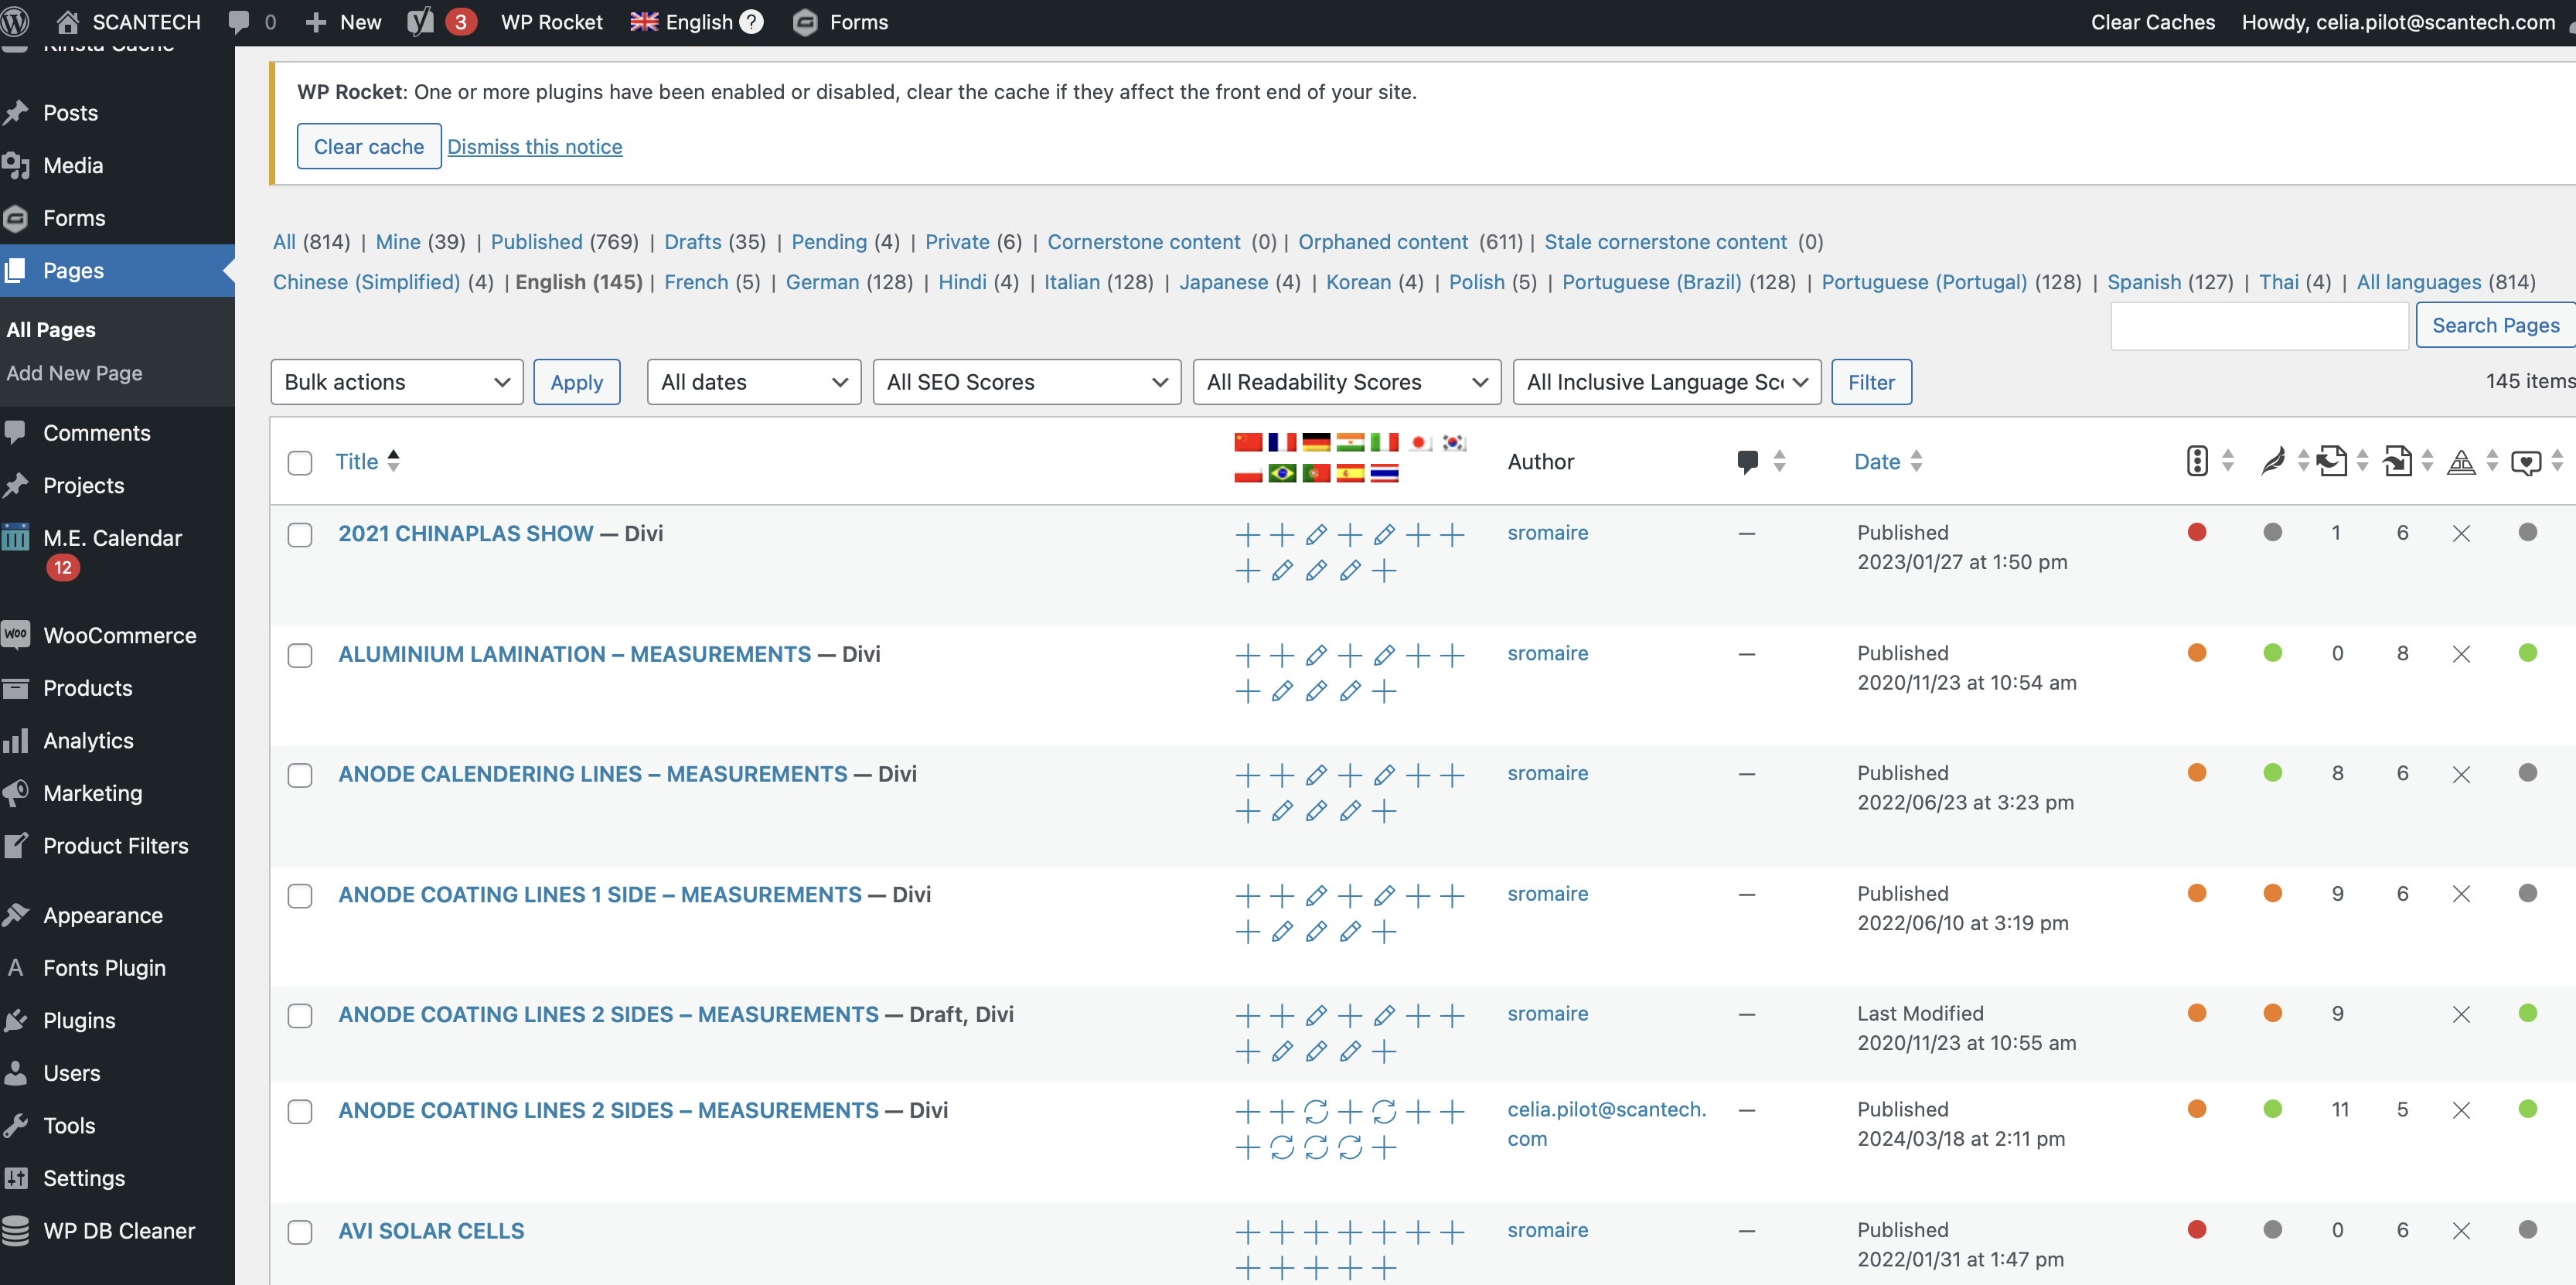 SCANTECH 0 New 3 WP Rocket English ? Forms Clear Caches Howdy, celia.pilot@scantech.com
Kinsta Cache
Posts
Media
Forms
Pages
All Pages
Add New Page
Comments
Projects
M.E. Calendar
12
WooCommerce
Products
Analytics
Marketing
Product Filters
Appearance
Fonts Plugin
Plugins
Users
Tools
Settings
WP DB Cleaner
WP Rocket: One or more plugins have been enabled or disabled, clear the cache if they affect the front end of your site.
Clear cache Dismiss this notice
All (814) | Mine (39) | Published (769) | Drafts (35) | Pending (4) | Private (6) | Cornerstone content (0) | Orphaned content (611) | Stale cornerstone content (0)
Chinese (Simplified) (4) | English (145) | French (5) | German (128) | Hindi (4) | Italian (128) | Japanese (4) | Korean (4) | Polish (5) | Portuguese (Brazil) (128) | Portuguese (Portugal) (128) | Spanish (127) | Thai (4) | All languages (814)
Search Pages
Bulk actions Apply All dates All SEO Scores All Readability Scores All Inclusive Language Sc Filter 145 items
Title Author Date
2021 CHINAPLAS SHOW — Divi sromaire — Published 1 6
2023/01/27 at 1:50 pm
ALUMINIUM LAMINATION – MEASUREMENTS — Divi sromaire — Published 0 8
2020/11/23 at 10:54 am
ANODE CALENDERING LINES – MEASUREMENTS — Divi sromaire — Published 8 6
2022/06/23 at 3:23 pm
ANODE COATING LINES 1 SIDE – MEASUREMENTS — Divi sromaire — Published 9 6
2022/06/10 at 3:19 pm
ANODE COATING LINES 2 SIDES – MEASUREMENTS — Draft, Divi sromaire — Last Modified 9
2020/11/23 at 10:55 am
ANODE COATING LINES 2 SIDES – MEASUREMENTS — Divi celia.pilot@scantech. — Published 11 5
com 2024/03/18 at 2:11 pm
AVI SOLAR CELLS sromaire — Published 0 6
2022/01/31 at 1:47 pm